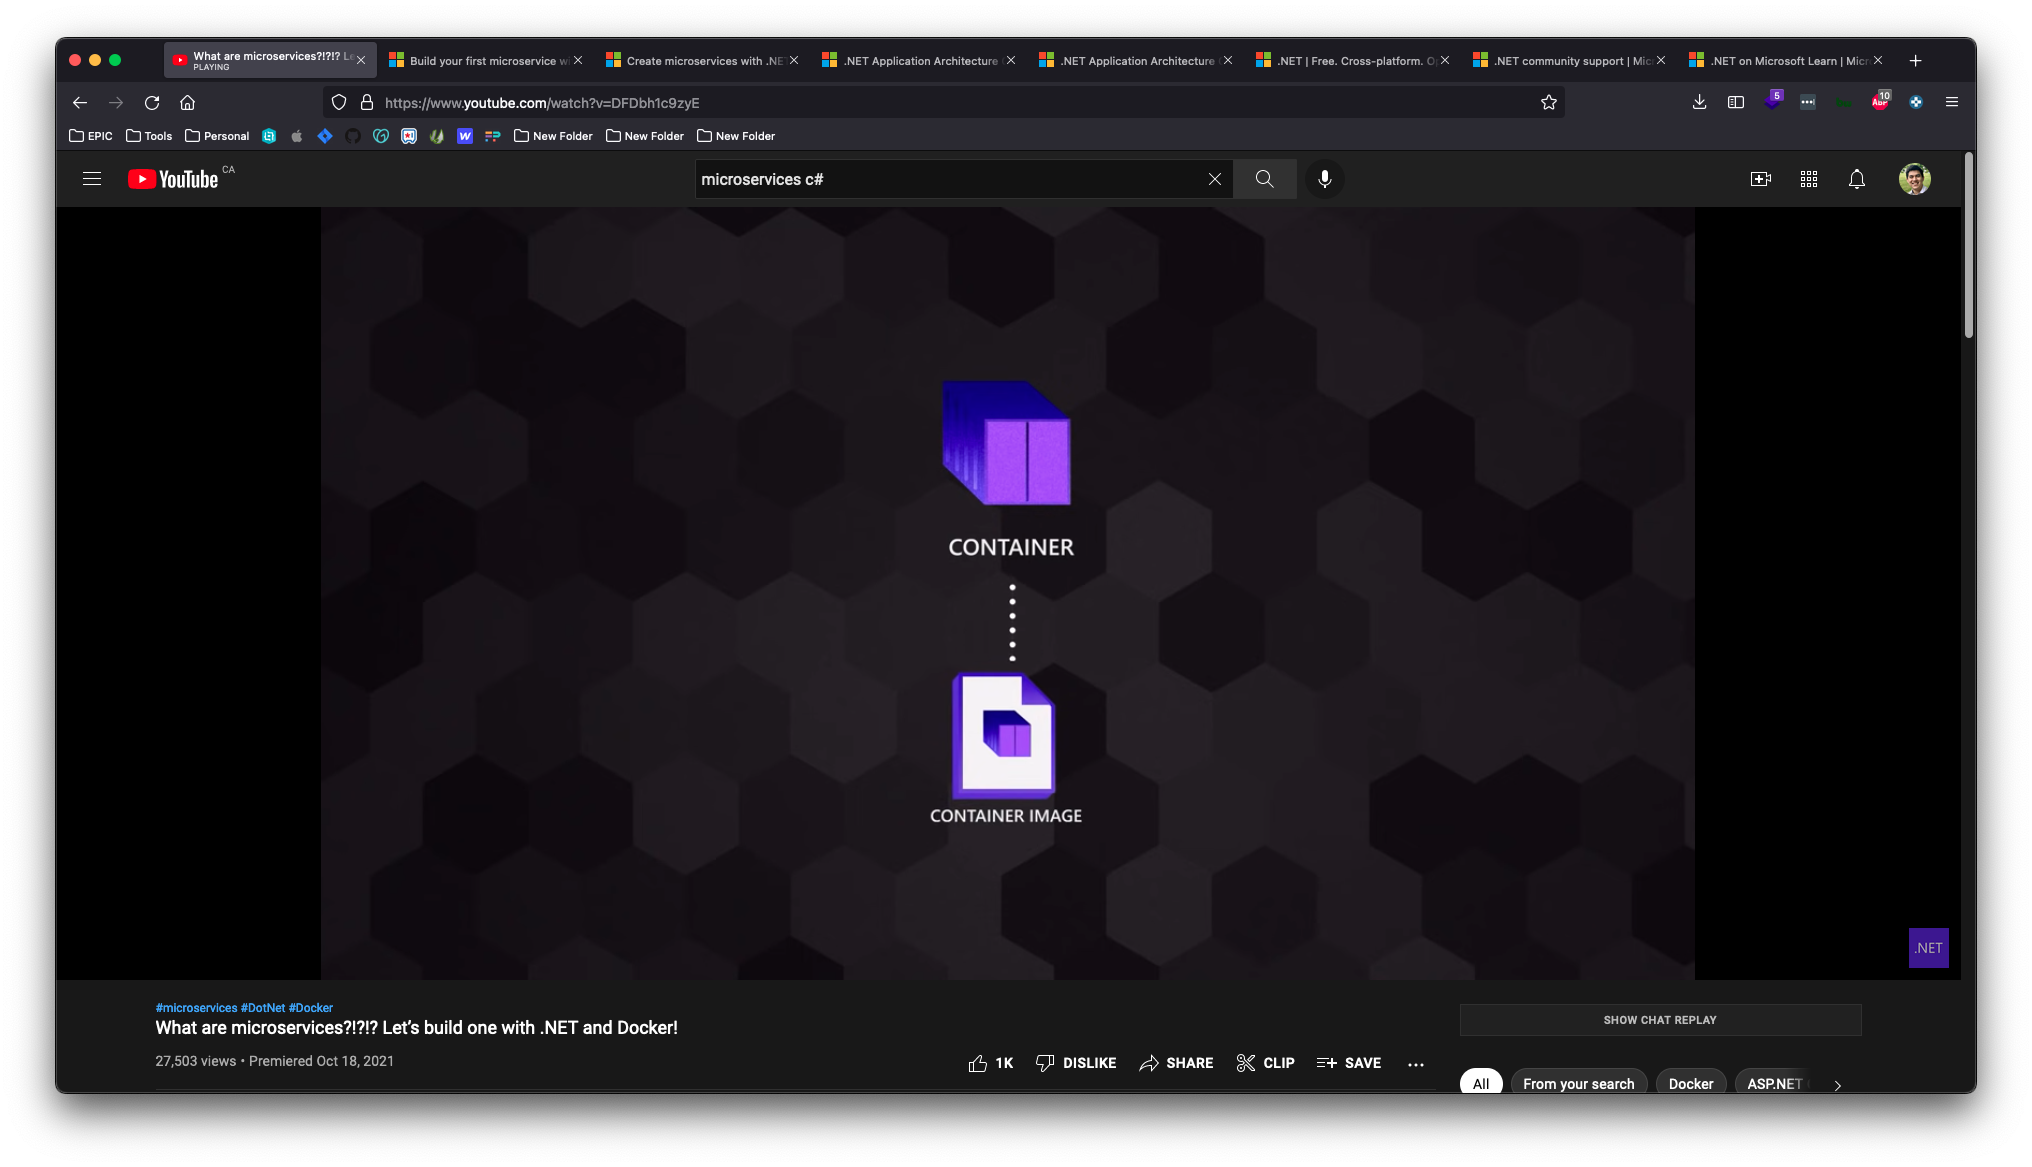 What are microservices?!?!? Le
PLAYING
Build your first microservice w
Create microservices with .NE
.NET Application Architecture
.NET Application Architecture
.NET | Free. Cross-platform. O
.NET community support | Mic
.NET on Microsoft Learn | Micr
https://www.youtube.com/watch?v=DFDbh1c9zyE
5
ABP
10
EPIC
Tools
Personal
New Folder
New Folder
New Folder
YouTube CA
microservices c#
CONTAINER
CONTAINER IMAGE
.NET
#microservices #DotNet #Docker
What are microservices?!?!? Let's build one with .NET and Docker!
27,503 views • Premiered Oct 18, 2021
1K
DISLIKE
SHARE
CLIP
SAVE
SHOW CHAT REPLAY
All
From your search
Docker
ASP.NET